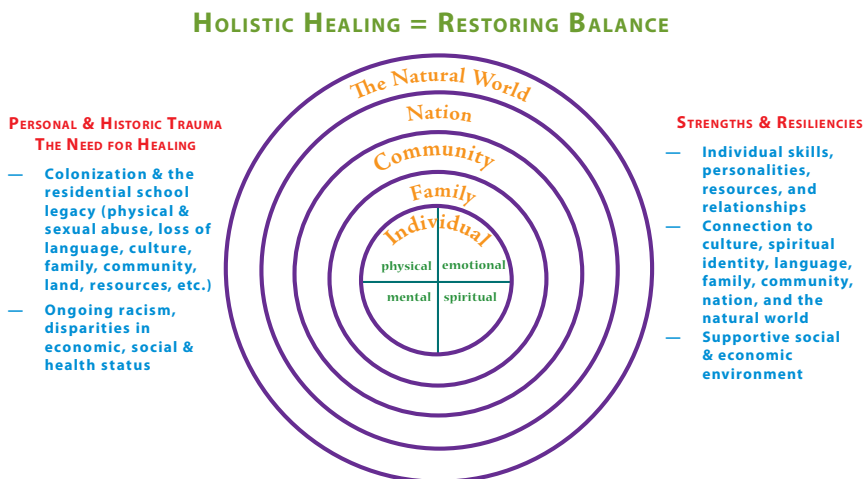 Holistic Healing = Restoring Balance
Personal & Historic Trauma
The Need for Healing
— Colonization & the
residential school
legacy (physical &
sexual abuse, loss of
language, culture,
family, community,
land, resources, etc.)
— Ongoing racism,
disparities in
economic, social &
health status
The Natural World
Nation
Community
Family
Individual
physical emotional
mental spiritual
Strengths & Resiliencies
— Individual skills,
personalities,
resources, and
relationships
— Connection to
culture, spiritual
identity, language,
family, community,
nation, and the
natural world
— Supportive social
& economic
environment